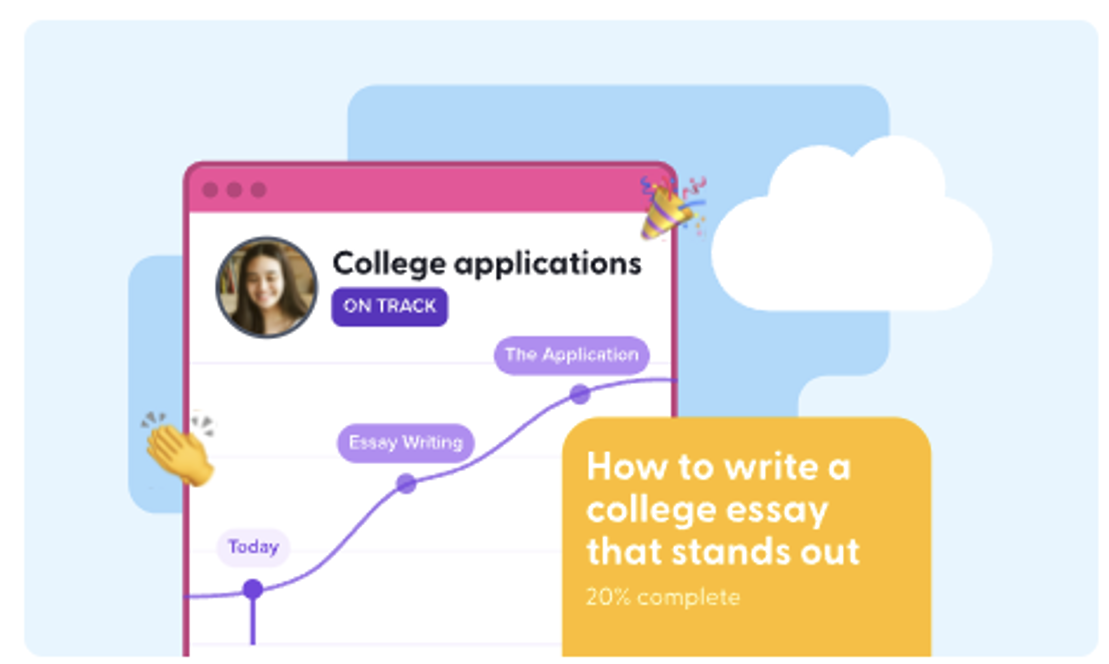 College applications
ON TRACK
The Application
Essay Writing
Today
How to write a
college essay
that stands out
20% complete